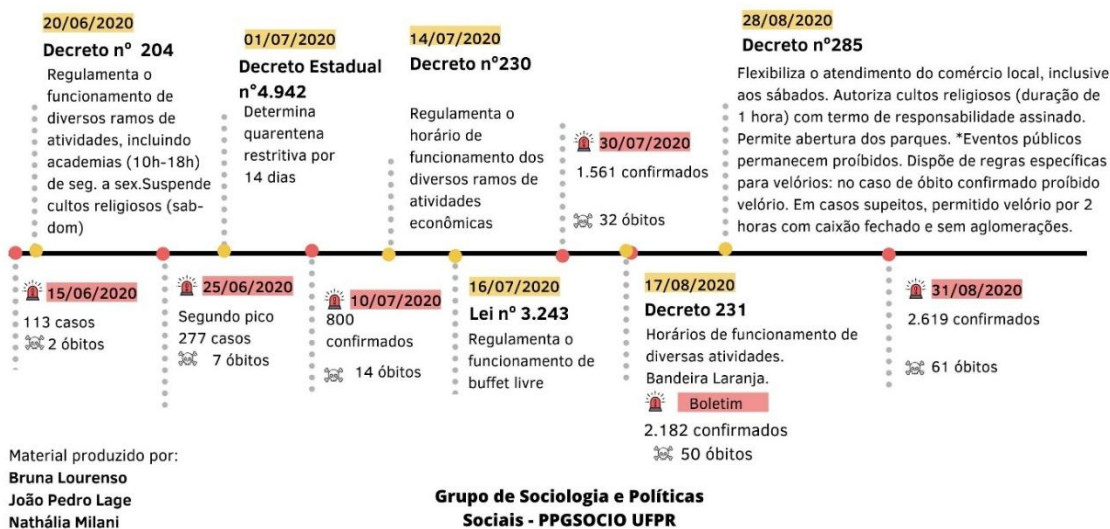 20/06/2020
Decreto nº 204
Regulamenta o
funcionamento de
diversos ramos de
atividades, incluindo
academias (10h-18h)
de seg. a sex.Suspende
cultos religiosos (sab-
dom)
01/07/2020
Decreto Estadual
n°4.942
Determina
quarentena
restritiva por
14 dias
14/07/2020
Decreto n°230
Regulamenta o
horário de
funcionamento dos
diversos ramos de
atividades
econômicas
30/07/2020
1.561 confirmados
32 óbitos
28/08/2020
Decreto n°285
Flexibiliza o atendimento do comércio local, inclusive
aos sábados. Autoriza cultos religiosos (duração de
1 hora) com termo de responsabilidade assinado.
Permite abertura dos parques. *Eventos públicos
permanecem proíbidos. Dispõe de regras específicas
para velórios: no caso de óbito confirmado proíbido
velório. Em casos supeitos, permitido velório por 2
horas com caixão fechado e sem aglomerações.
15/06/2020
113 casos
2 óbitos
25/06/2020
Segundo pico
277 casos
7 óbitos
10/07/2020
800
confirmados
14 óbitos
16/07/2020
Lei nº 3.243
Regulamenta o
funcionamento de
buffet livre
17/08/2020
Decreto 231
Horários de funcionamento de
diversas atividades.
Bandeira Laranja.
Boletim
2.182 confirmados
50 óbitos
31/08/2020
2.619 confirmados
61 óbitos
Material produzido por:
Bruna Lourenso
João Pedro Lage
Nathália Milani
Grupo de Sociologia e Políticas
Sociais - PPGSOCIO UFPR